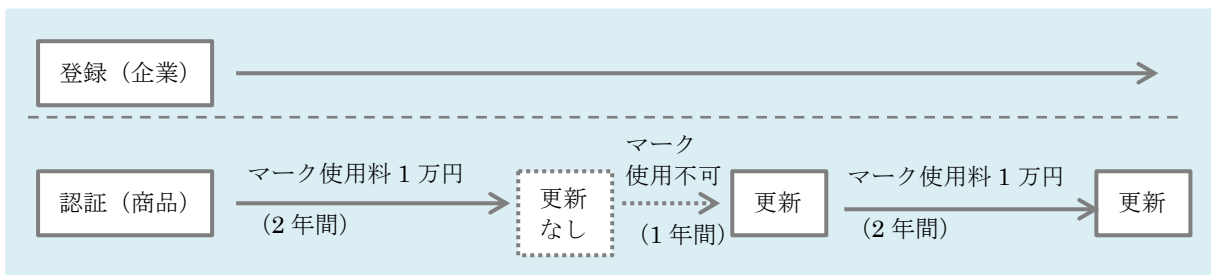 登録（企業）
認証（商品）
マーク使用料 1 万円
（2 年間）
更新
なし
マーク
使用不可
（1 年間）
更新
マーク使用料 1 万円
（2 年間）
更新